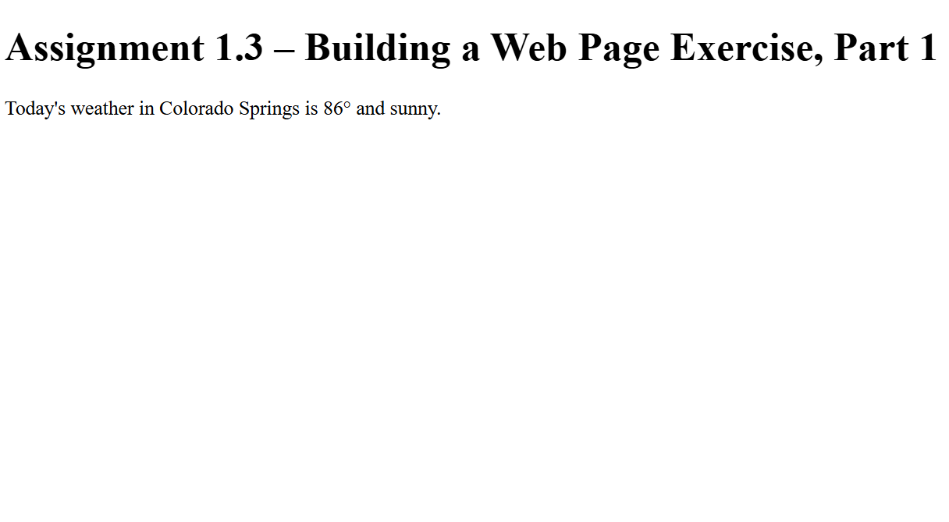 Assignment 1.3 – Building a Web Page Exercise, Part 1
Today's weather in Colorado Springs is 86° and sunny.